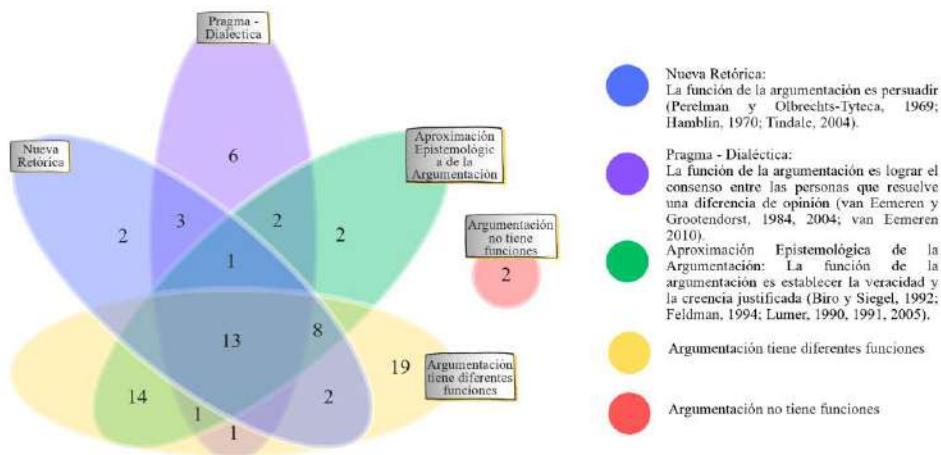 Pragma -
Dialéctica
Nueva
Retórica
Aproximación
Epistemológic
a de la
Argumentación
Argumentación
no tiene
funciones
Argumentación
tiene diferentes
funciones
6
3
2
2
2
1
2
13
8
19
14
2
1
1
Nueva Retórica:
La función de la argumentación es persuadir
(Perelman y Olbrechts-Tyteca, 1969;
Hamblin, 1970; Tindale, 2004).
Pragma - Dialéctica:
La función de la argumentación es lograr el
consenso entre las personas que resuelve
una diferencia de opinión (van Eemeren y
Grootendorst, 1984, 2004; van Eemeren
2010).
Aproximación Epistemológica de la
Argumentación: La función de la
argumentación es establecer la veracidad y
la creencia justificada (Biro y Siegel, 1992;
Feldman, 1994; Lumer, 1990, 1991, 2005).
Argumentación tiene diferentes funciones
Argumentación no tiene funciones